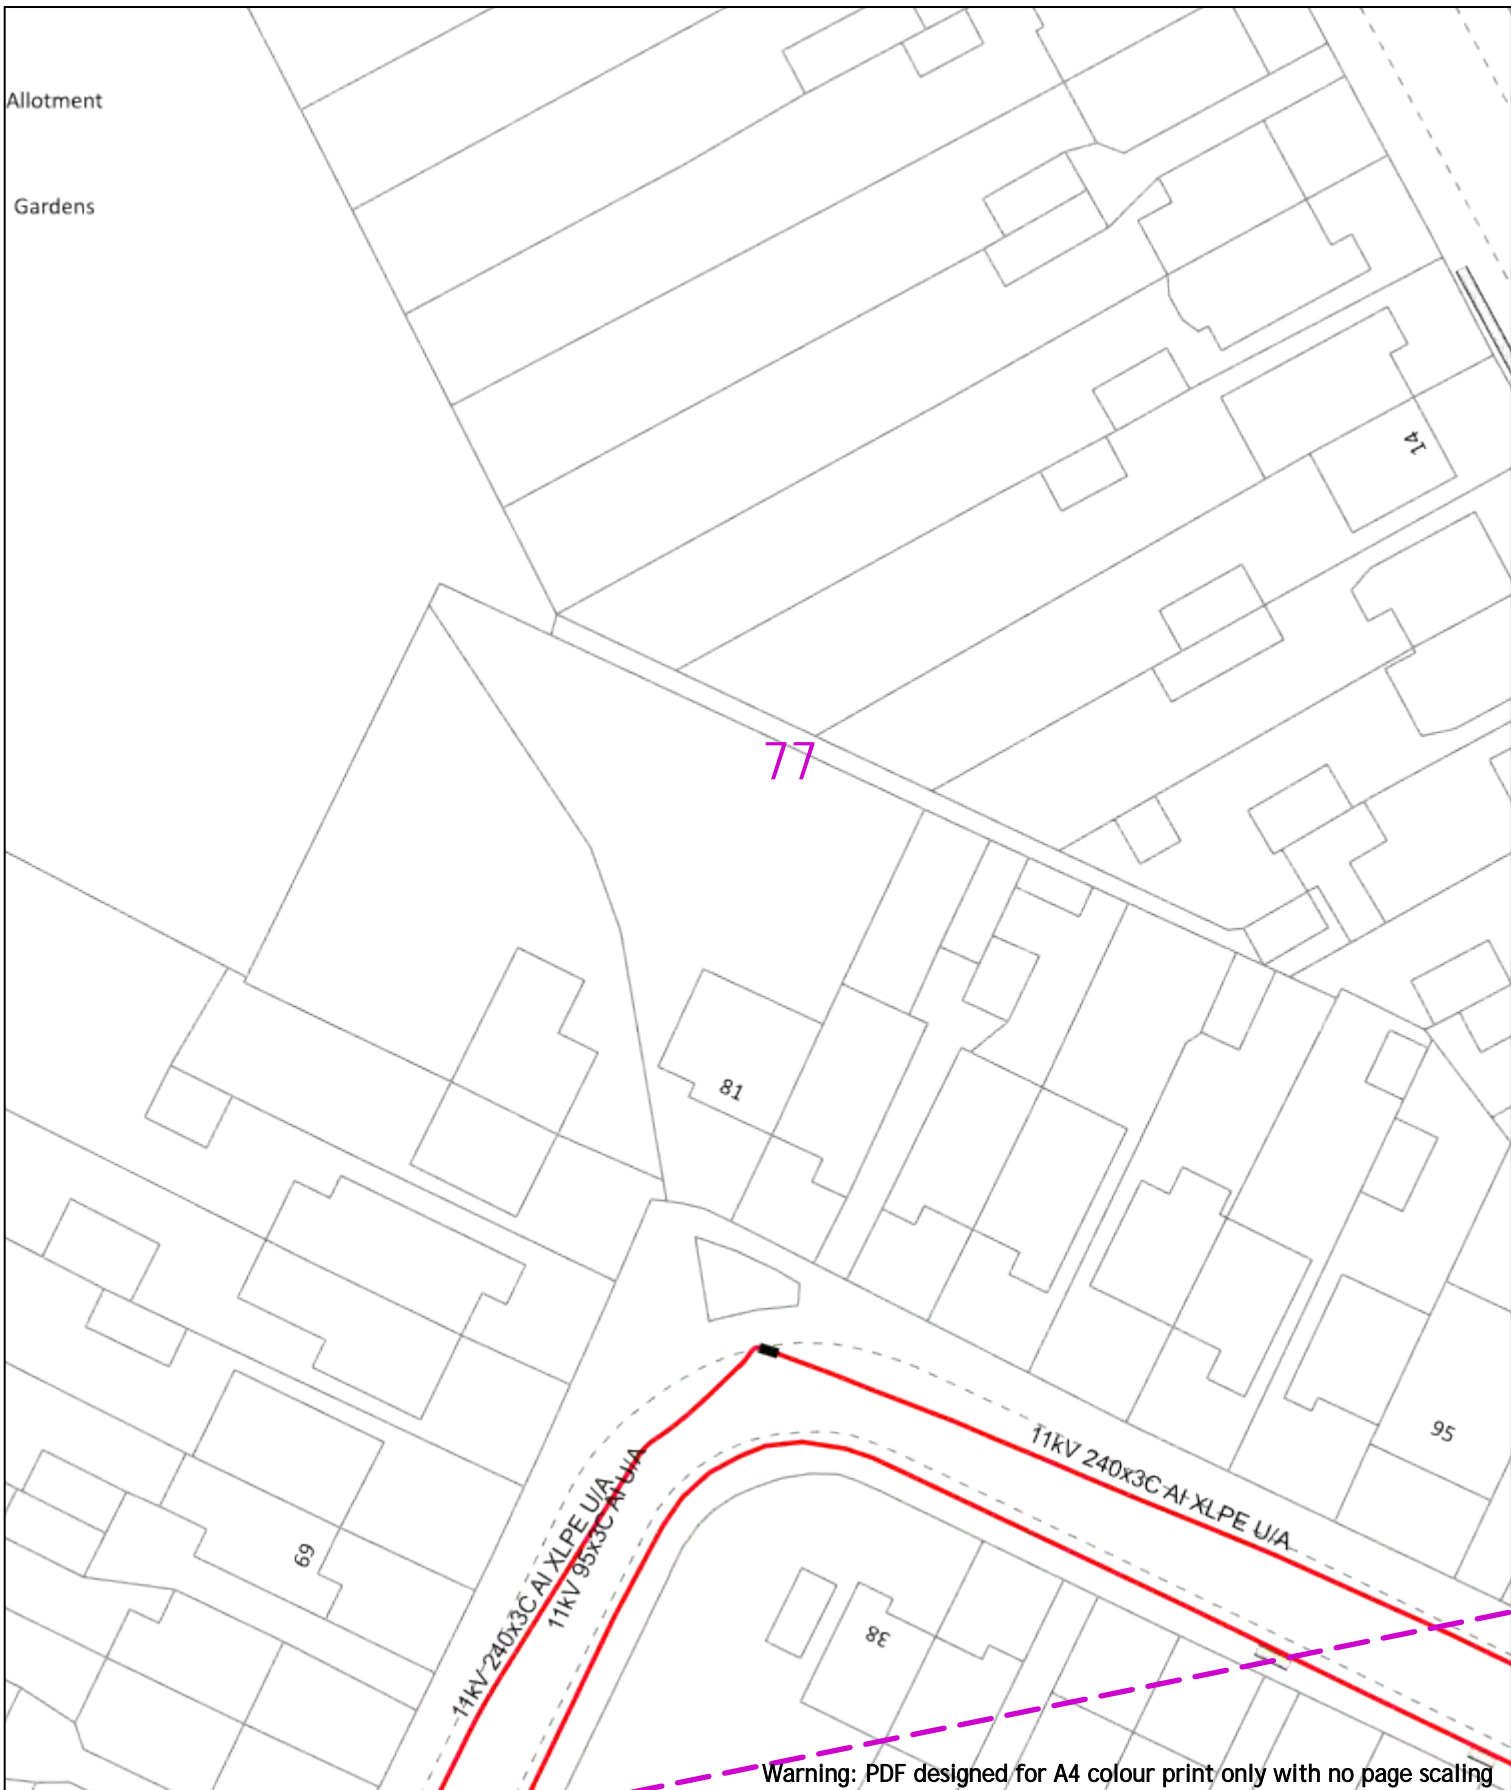 Allotment
Gardens
14
77
81
95
11kV 240x3C Al XLPE U/A
11kV 240x3C Al XLPE U/A
11kV 95x3C Al U/A
69
38
Warning: PDF designed for A4 colour print only with no page scaling